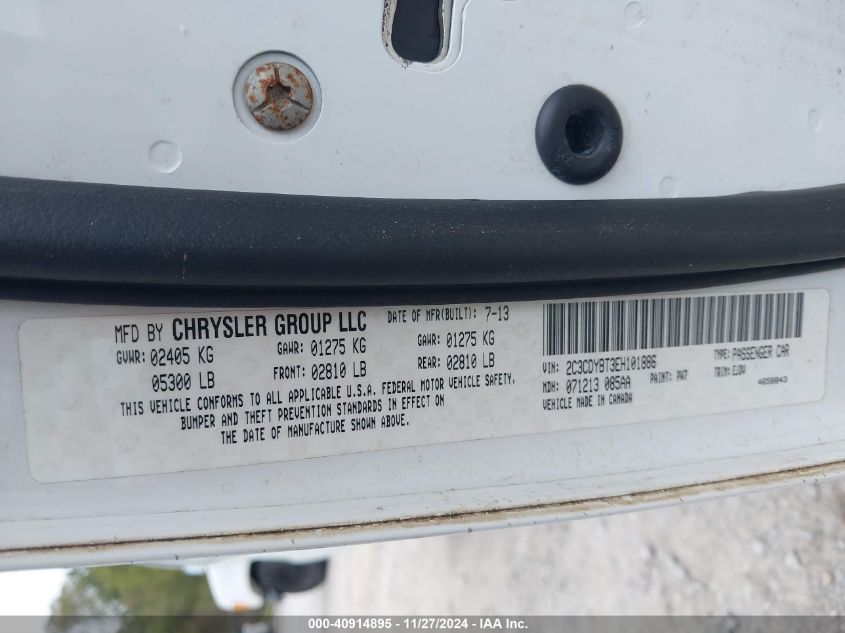 MFD BY CHRYSLER GROUP LLC
DATE OF MFR(BUILT): 7-13
GVWR: 02405 KG
GAWR: 01275 KG
GAWR: 01275 KG
05300 LB
FRONT: 02810 LB
REAR: 02810 LB
THIS VEHICLE CONFORMS TO ALL APPLICABLE U.S.A. FEDERAL MOTOR VEHICLE SAFETY,
BUMPER AND THEFT PREVENTION STANDARDS IN EFFECT ON
THE DATE OF MANUFACTURE SHOWN ABOVE.
VIN: 2C3CDYBT3EH101886
TYPE: PASSENGER CAR
MDH: 071213 085AA
PAINT: PW7
TRIM: EJDV
VEHICLE MADE IN CANADA
4658843
000-40914895 - 11/27/2024 - IAA Inc.